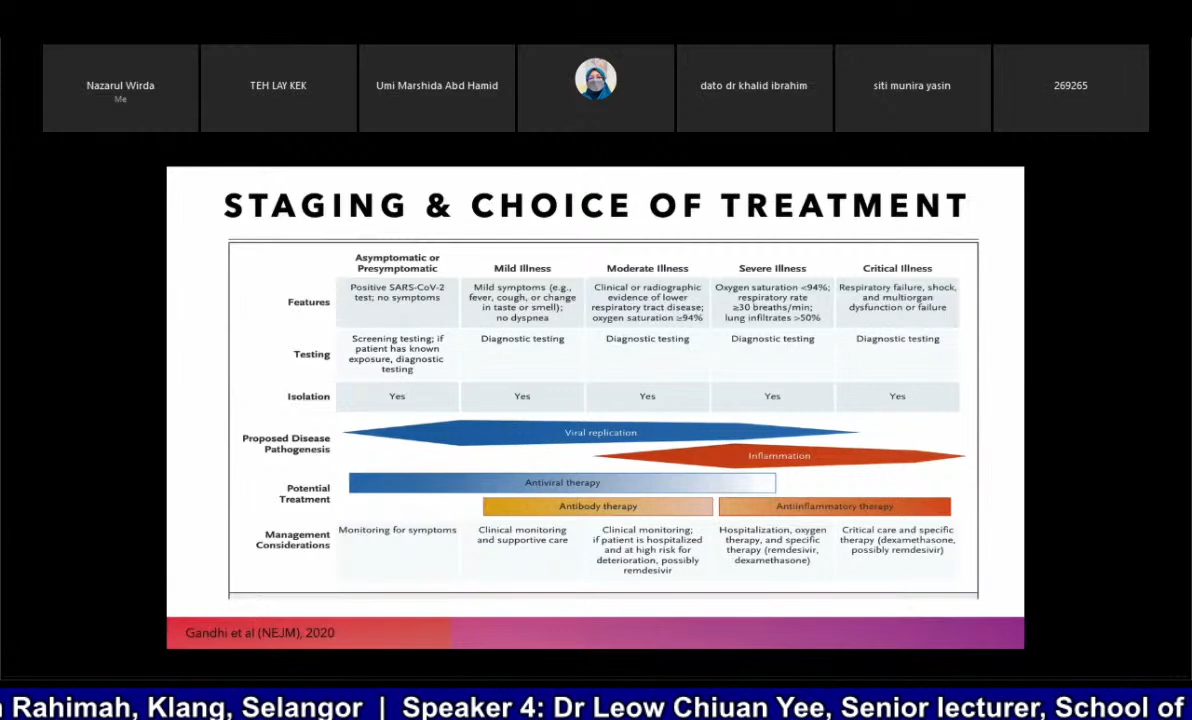 Nazarul Wirda
Me
TEH LAY KEK
Umi Marshida Abd Hamid
dato dr khalid ibrahim
siti munira yasin
269265
STAGING & CHOICE OF TREATMENT
Asymptomatic or
Presymptomatic
Mild Illness
Moderate Illness
Severe Illness
Critical Illness
Features
Positive SARS-CoV-2
test; no symptoms
Mild symptoms (e.g.,
fever, cough, or change
in taste or smell);
no dyspnea
Clinical or radiographic
evidence of lower
respiratory tract disease;
oxygen saturation ≥94%
Oxygen saturation <94%;
respiratory rate
≥30 breaths/min;
lung infiltrates >50%
Respiratory failure, shock,
and multiorgan
dysfunction or failure
Testing
Screening testing; if
patient has known
exposure, diagnostic
testing
Diagnostic testing
Diagnostic testing
Diagnostic testing
Diagnostic testing
Isolation
Yes
Yes
Yes
Yes
Yes
Proposed Disease
Pathogenesis
Viral replication
Inflammation
Potential
Treatment
Antiviral therapy
Antibody therapy
Antiinflammatory therapy
Management
Considerations
Monitoring for symptoms
Clinical monitoring
and supportive care
Clinical monitoring;
if patient is hospitalized
and at high risk for
deterioration, possibly
remdesivir
Hospitalization, oxygen
therapy, and specific
therapy (remdesivir,
dexamethasone)
Critical care and specific
therapy (dexamethasone,
possibly remdesivir)
Gandhi et al (NEJM), 2020
Rahimah, Klang, Selangor | Speaker 4: Dr Leow Chiuan Yee, Senior lecturer, School of